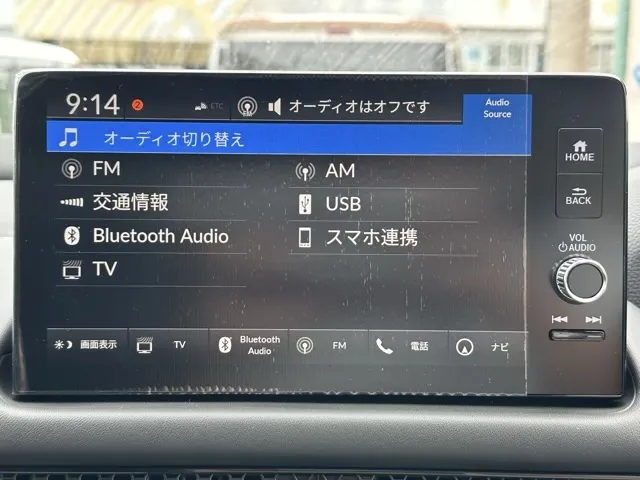 9:14 2 ETC FM オーディオはオフです Audio
Source
オーディオ切り替え
FM
AM
交通情報
USB
Bluetooth Audio
スマホ連携
TV
画面表示
TV
Bluetooth
Audio
FM
電話
ナビ
HOME
BACK
VOL
AUDIO